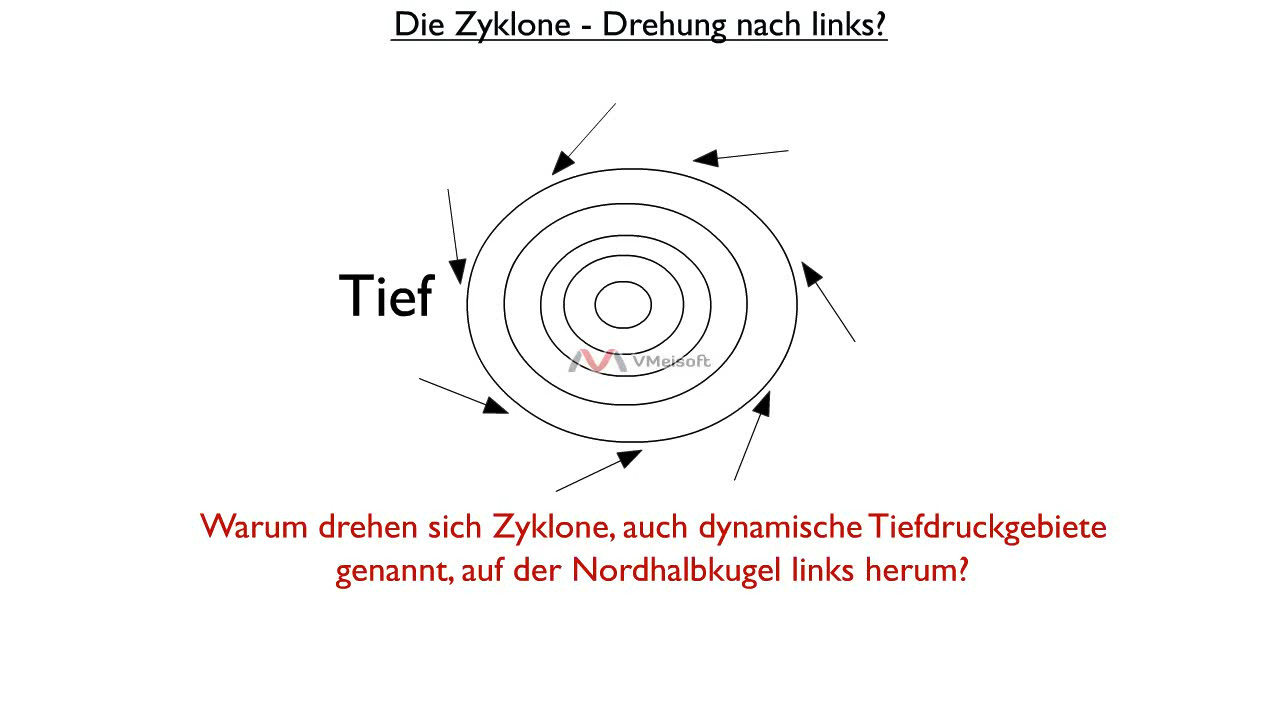 Die Zyklone - Drehung nach links?
Tief
VMeisoft
Warum drehen sich Zyklone, auch dynamische Tiefdruckgebiete
genannt, auf der Nordhalbkugel links herum?